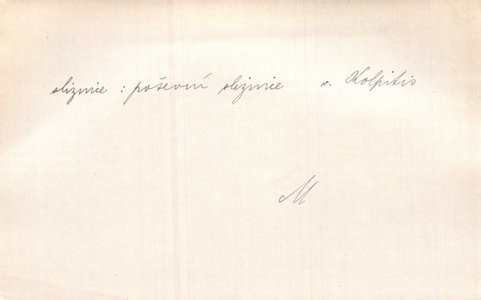 sliznice : poševní sliznice v. Kolpitis
M